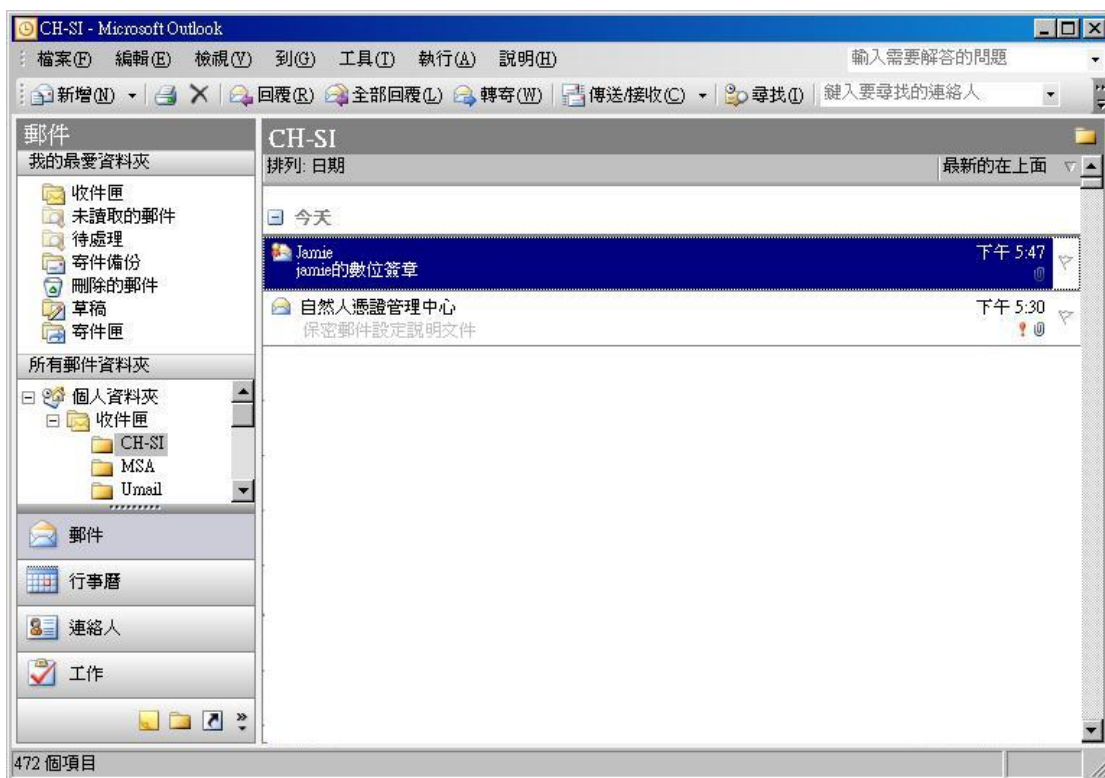 CH-SI - Microsoft Outlook
檔案(F) 編輯(E) 檢視(V) 到(G) 工具(T) 執行(A) 說明(H) 輸入需要解答的問題
新增(N) 回覆(R) 全部回覆(L) 轉寄(W) 傳送/接收(C) 尋找(I) 鍵入要尋找的連絡人
郵件
我的最愛資料夾
收件匣
未讀取的郵件
待處理
寄件備份
刪除的郵件
草稿
寄件匣
所有郵件資料夾
個人資料夾
收件匣
CH-SI
MSA
Umail
郵件
行事曆
連絡人
工作
CH-SI
排列: 日期 最新的在上面
今天
Jamie 下午 5:47
jamie的數位簽章
自然人憑證管理中心 下午 5:30
保密郵件設定說明文件
472 個項目